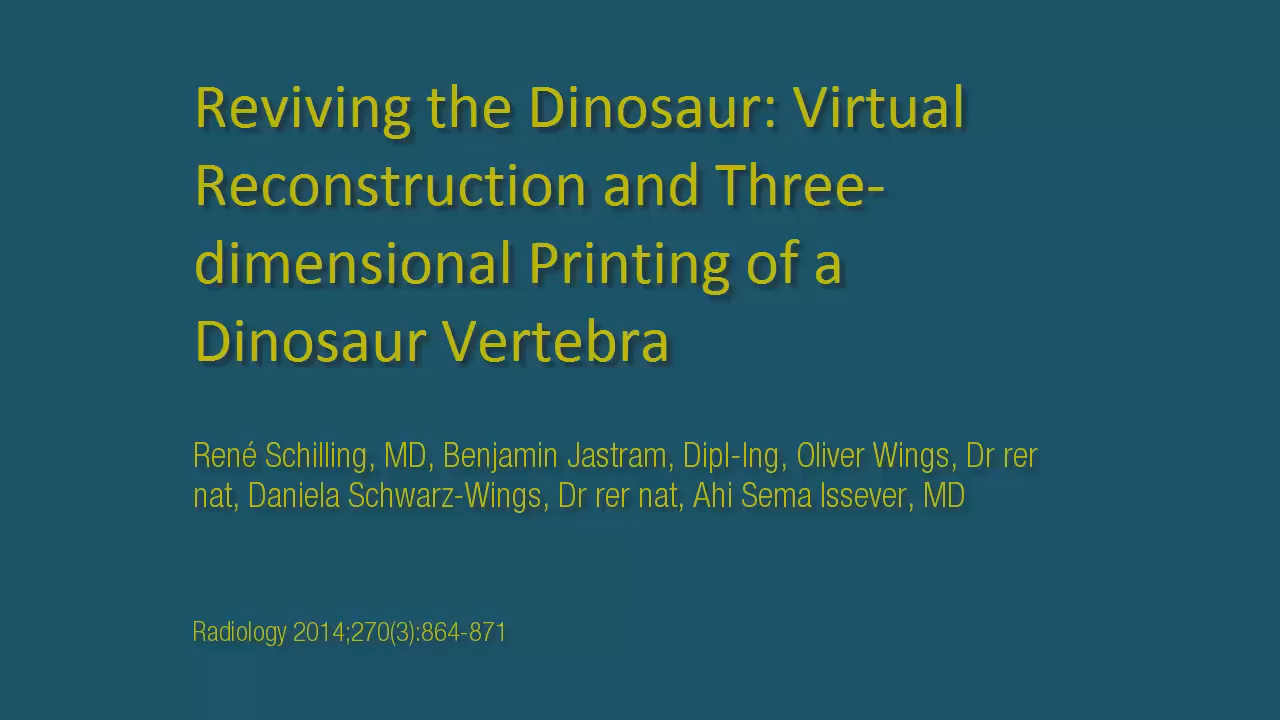 Reviving the Dinosaur: Virtual
Reconstruction and Three-
dimensional Printing of a
Dinosaur Vertebra
René Schilling, MD, Benjamin Jastram, Dipl-Ing, Oliver Wings, Dr rer
nat, Daniela Schwarz-Wings, Dr rer nat, Ahi Sema Issever, MD
Radiology 2014;270(3):864-871